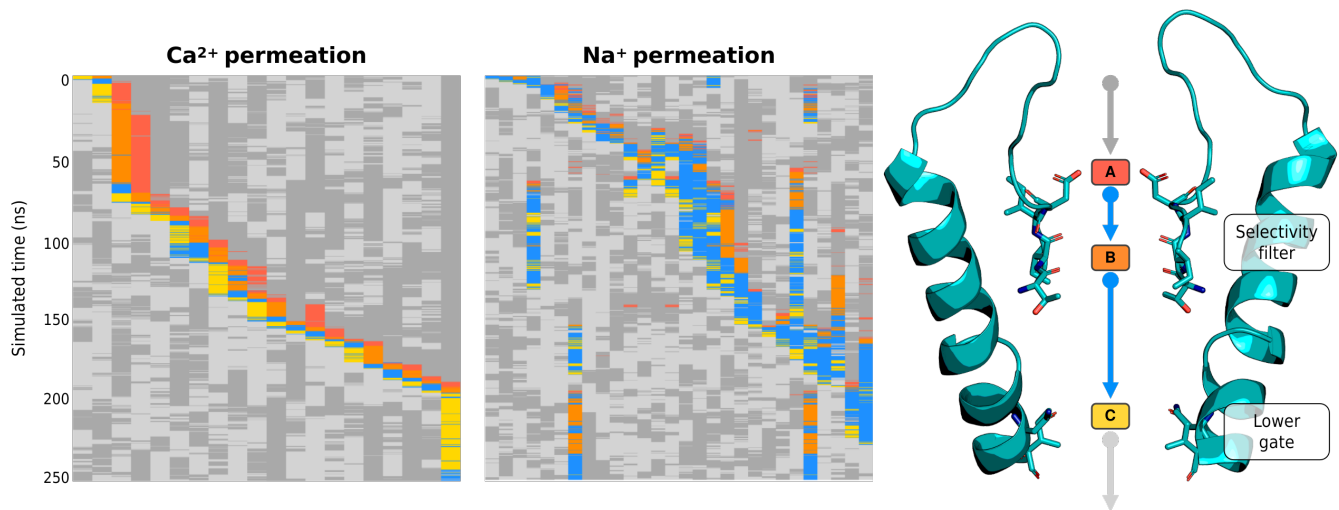 Ca²⁺ permeation
Na⁺ permeation
Simulated time (ns)
0
50
100
150
200
250
A
B
C
Selectivity
filter
Lower
gate